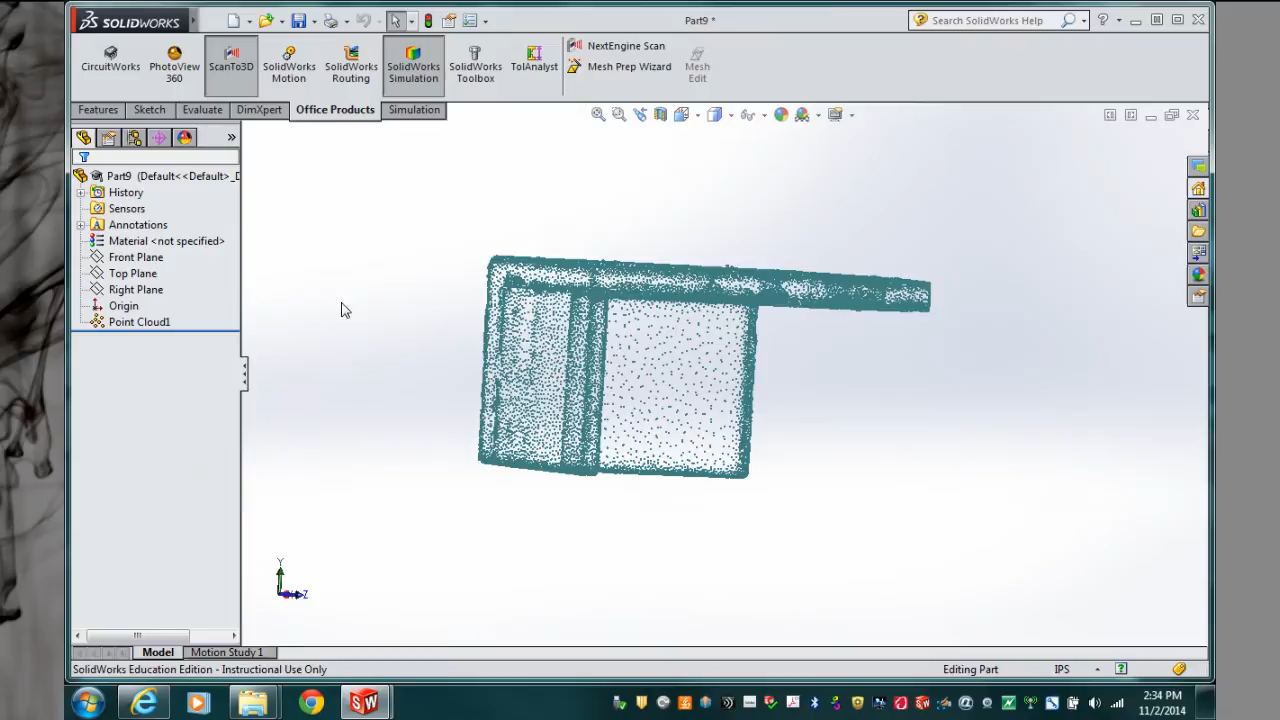 SOLIDWORKS
Part9 *
Search SolidWorks Help
CircuitWorks
PhotoView
360
ScanTo3D
SolidWorks
Motion
SolidWorks
Routing
SolidWorks
Simulation
SolidWorks
Toolbox
TolAnalyst
NextEngine Scan
Mesh Prep Wizard
Mesh
Edit
Features
Sketch
Evaluate
DimXpert
Office Products
Simulation
Part9 (Default<<Default>_D
History
Sensors
Annotations
Material <not specified>
Front Plane
Top Plane
Right Plane
Origin
Point Cloud1
Y
Z
Model
Motion Study 1
SolidWorks Education Edition - Instructional Use Only
Editing Part
IPS
2:34 PM
11/2/2014